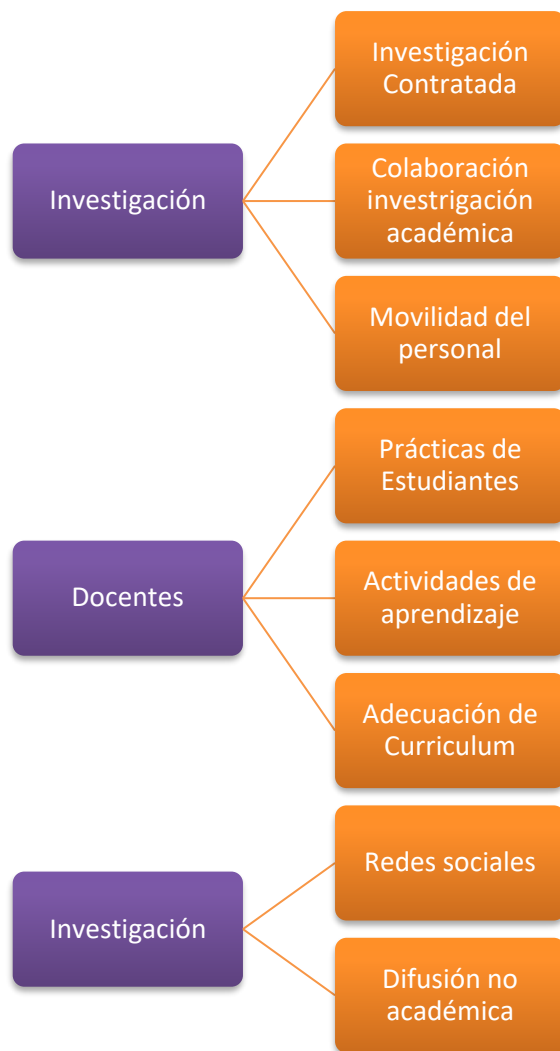 Investigación
Investigación
Contratada
Colaboración
investrigación
académica
Movilidad del
personal
Docentes
Prácticas de
Estudiantes
Actividades de
aprendizaje
Adecuación de
Curriculum
Investigación
Redes sociales
Difusión no
académica